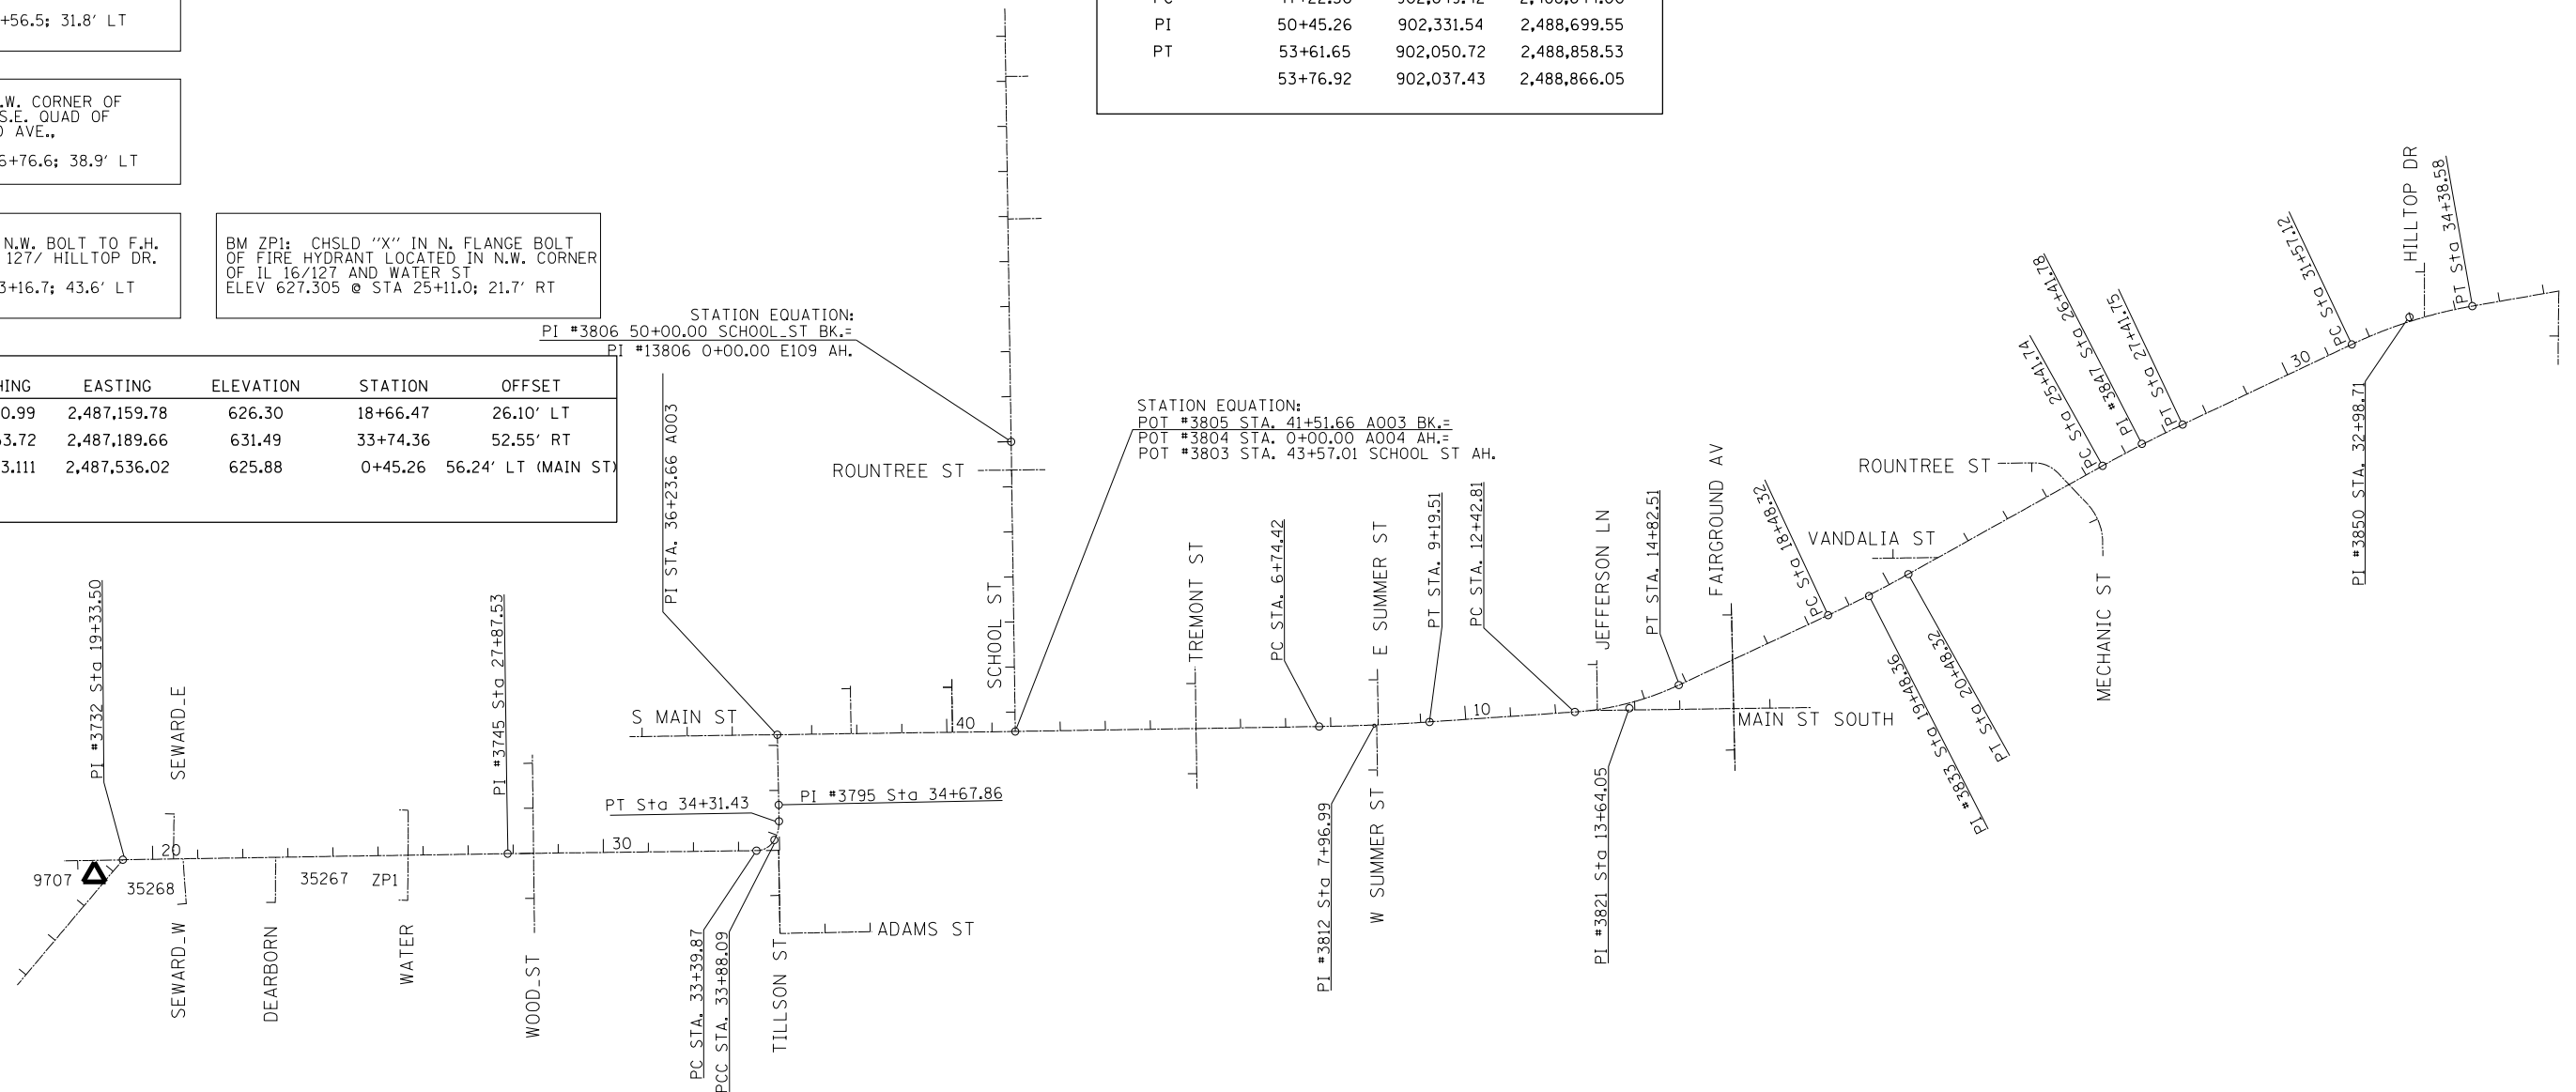 +56.5; 31.8' LT
.W. CORNER OF
S.E. QUAD OF
AVE.,
6+76.6; 38.9' LT
N.W. BOLT TO F.H.
127/ HILLTOP DR.
3+16.7; 43.6' LT
BM ZP1: CHSLD "X" IN N. FLANGE BOLT
OF FIRE HYDRANT LOCATED IN N.W. CORNER
OF IL 16/127 AND WATER ST
ELEV 627.305 @ STA 25+11.0; 21.7' RT
PI 50+45.26 902,331.54 2,488,699.55
PT 53+61.65 902,050.72 2,488,858.53
53+76.92 902,037.43 2,488,866.05
HING EASTING ELEVATION STATION OFFSET
0.99 2,487,159.78 626.30 18+66.47 26.10' LT
3.72 2,487,189.66 631.49 33+74.36 52.55' RT
3.111 2,487,536.02 625.88 0+45.26 56.24' LT (MAIN ST)
STATION EQUATION:
PI #3806 50+00.00 SCHOOL_ST BK.=
PI #13806 0+00.00 E109 AH.
STATION EQUATION:
POT #3805 STA. 41+51.66 A003 BK.=
POT #3804 STA. 0+00.00 A004 AH.=
POT #3803 STA. 43+57.01 SCHOOL ST AH.
ROUNTREE ST
PI STA. 36+23.66 A003
SCHOOL ST
S MAIN ST
40
PI #3732 Sta 19+33.50
SEWARD_E
PI #3745 Sta 27+87.53
PT Sta 34+31.43
PI #3795 Sta 34+67.86
20
30
9707
35268
35267
ZP1
SEWARD_W
DEARBORN
WATER
WOOD_ST
PC STA. 33+39.87
PCC STA. 33+88.09
TILLSON ST
ADAMS ST
TREMONT ST
PC STA. 6+74.42
E SUMMER ST
PT STA. 9+19.51
PC STA. 12+42.81
JEFFERSON LN
PT STA. 14+82.51
FAIRGROUND AV
10
MAIN ST SOUTH
PI #3812 Sta 7+96.99
W SUMMER ST
PI #3821 Sta 13+64.05
PC Sta 18+48.32
PI #3833 Sta 19+48.36
PT Sta 20+48.32
VANDALIA ST
ROUNTREE ST
MECHANIC ST
PC Sta 25+41.74
PI #3847 Sta 26+41.78
PT Sta 27+41.75
30
PC Sta 31+57.12
PI #3850 STA. 32+98.71
HILLTOP DR
PT Sta 34+38.58